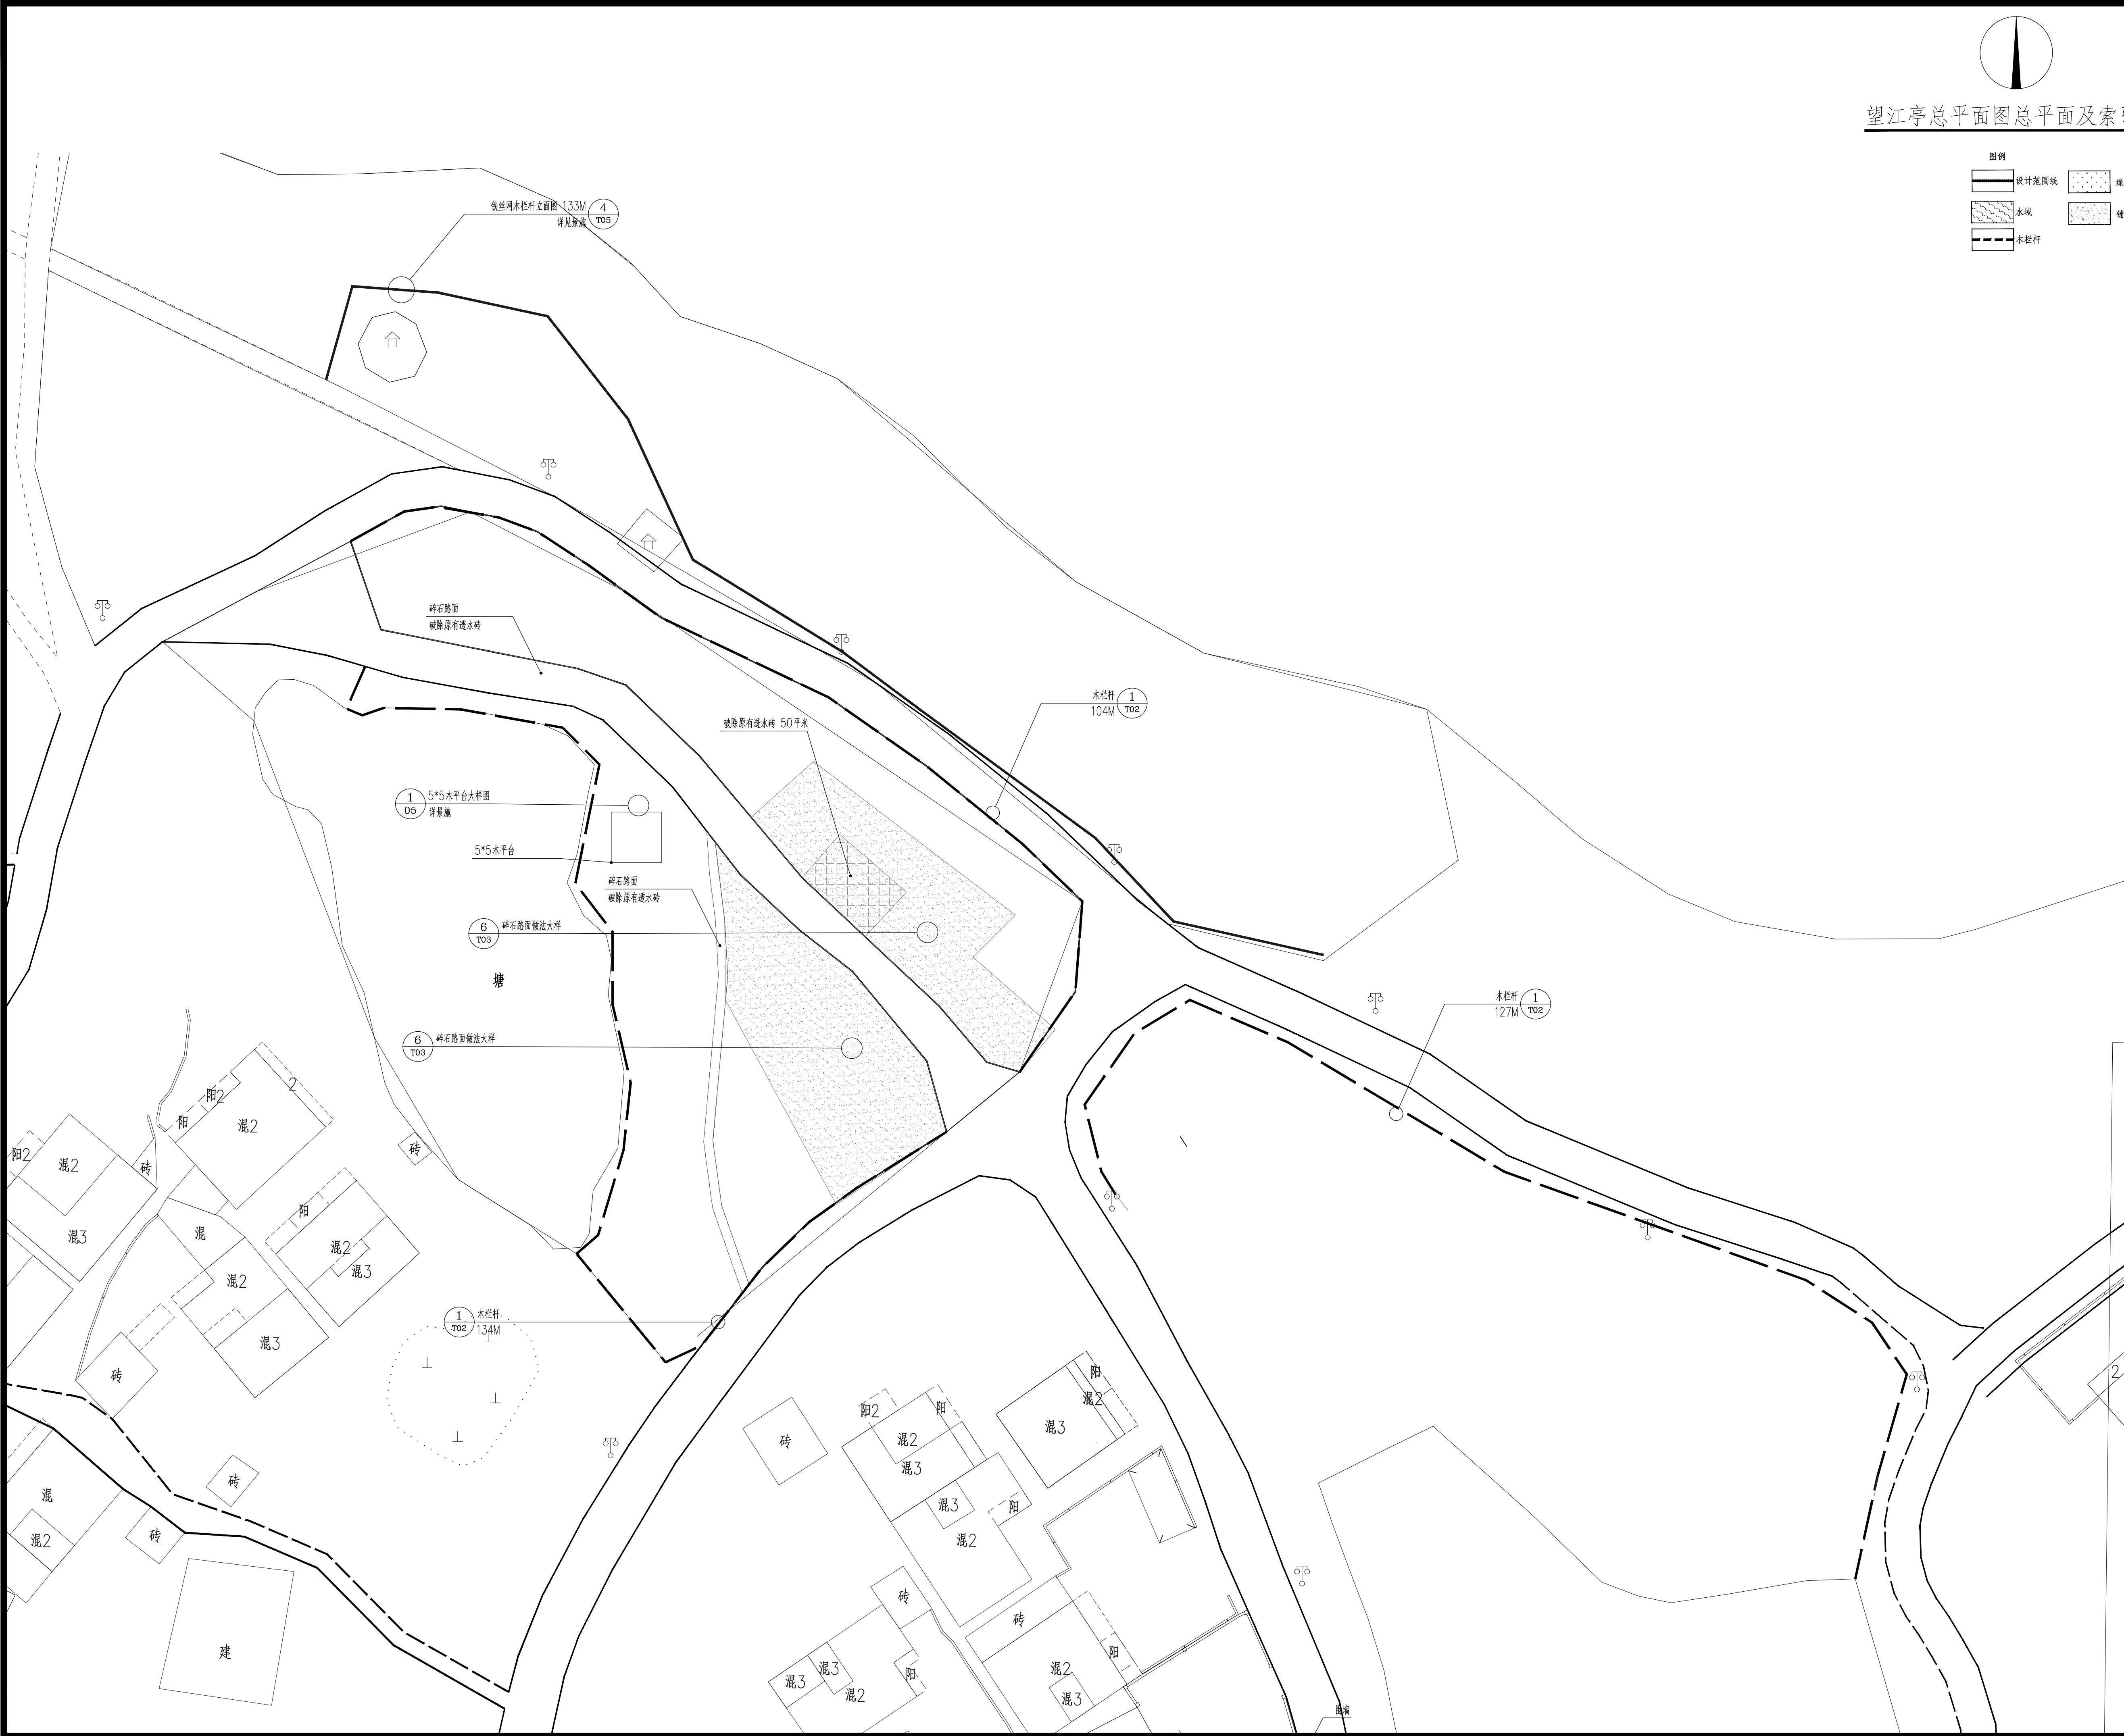 望江亭总平面图总平面及索
图例
设计范围线
水域
木栏杆
铁丝网木栏杆立面图 133M
详见景施
4
T05
碎石路面
破除原有透水砖
破除原有透水砖 50平米
木栏杆
104M
1
T02
1
05
5*5木平台大样图
详景施
5*5木平台
碎石路面
破除原有透水砖
6
T03
碎石路面做法大样
塘
6
T03
碎石路面做法大样
木栏杆
127M
1
T02
1
T02
木栏杆
134M
2
阳2
阳
混2
阳2
混2
砖
混3
砖
阳
混
混2
混3
混2
混3
砖
砖
混
混2
砖
建
砖
阳
混2
混3
阳2
阳
混2
混3
混3
阳
混2
砖
砖
混3
混3
混2
阳
混2
混3
阳
围墙
2